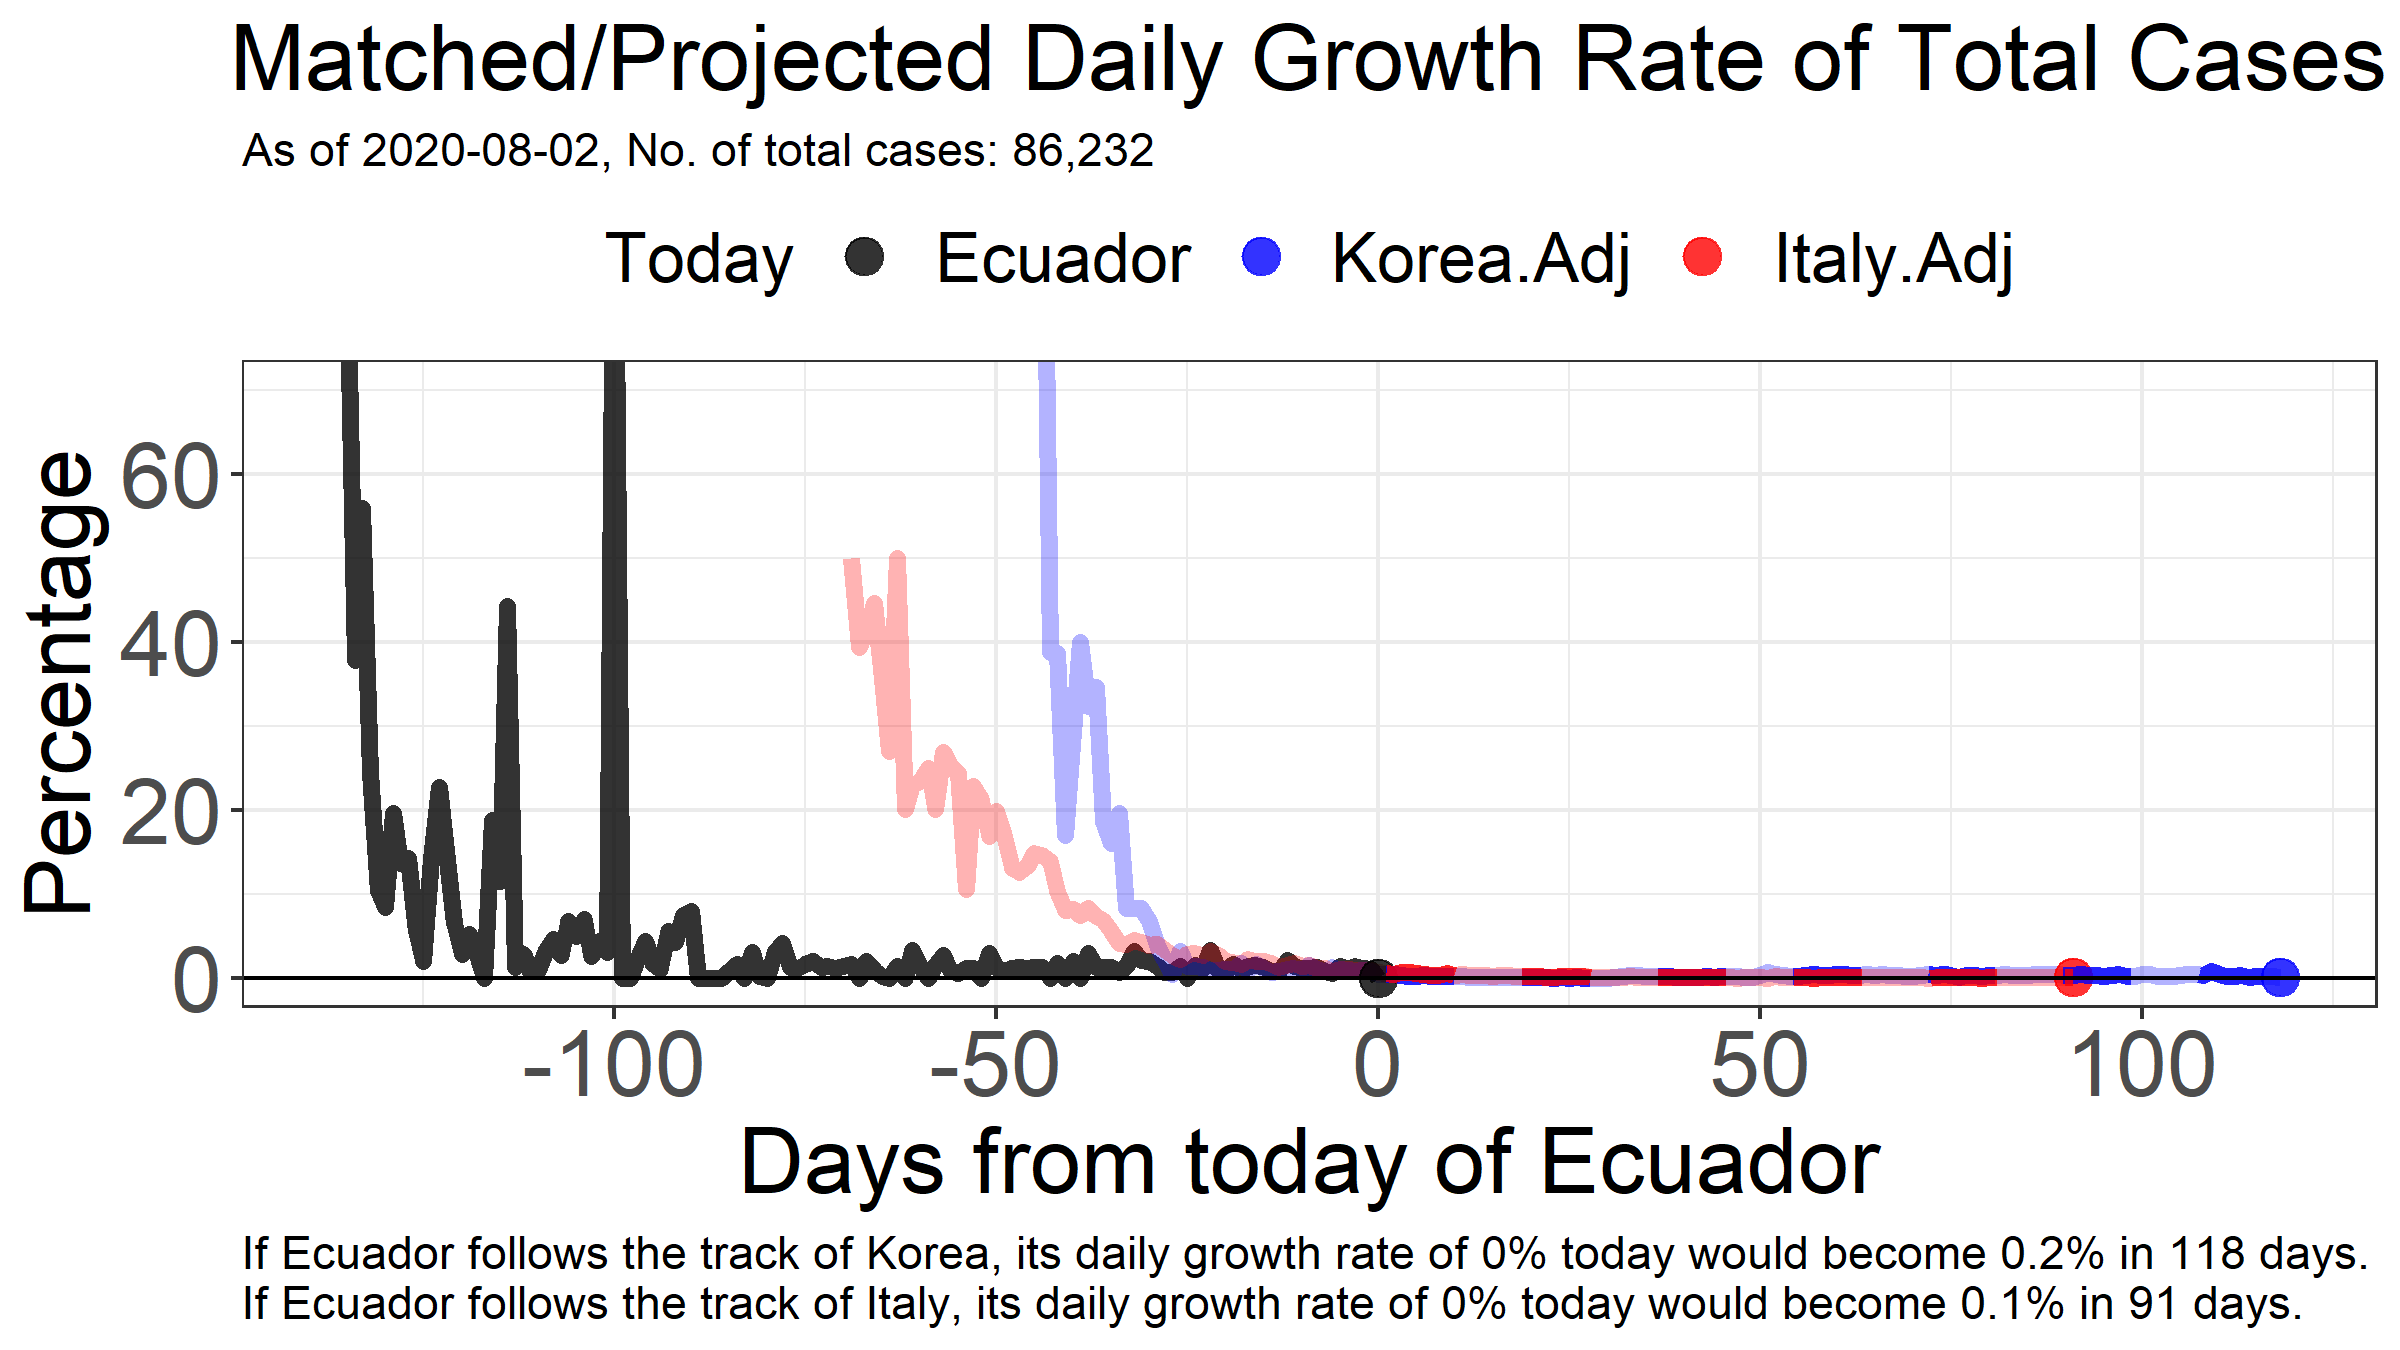 Matched/Projected Daily Growth Rate of Total Cases
As of 2020-08-02, No. of total cases: 86,232
Today Ecuador Korea.Adj Italy.Adj
Percentage
60
40
20
0
-100 -50 0 50 100
Days from today of Ecuador
If Ecuador follows the track of Korea, its daily growth rate of 0% today would become 0.2% in 118 days.
If Ecuador follows the track of Italy, its daily growth rate of 0% today would become 0.1% in 91 days.